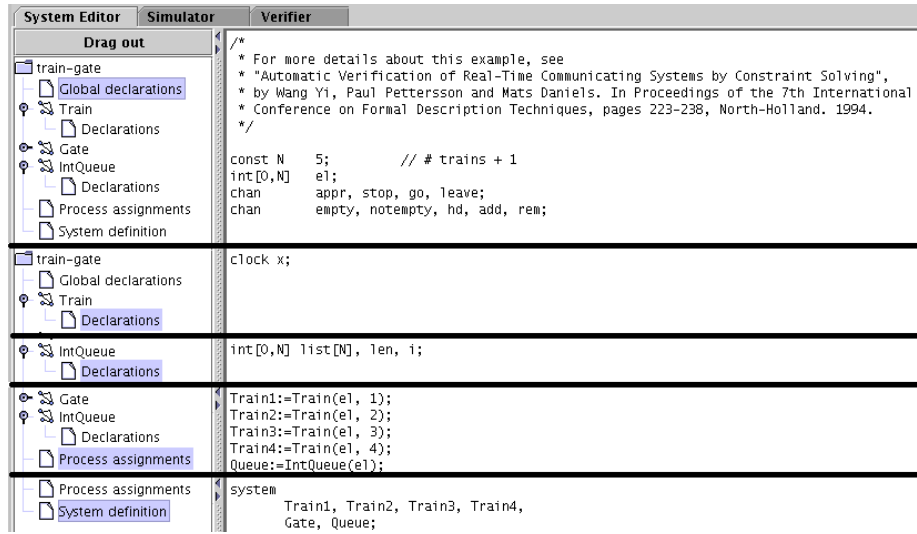 System Editor Simulator Verifier
Drag out
train-gate
Global declarations
Train
Declarations
Gate
IntQueue
Declarations
Process assignments
System definition
/*
* For more details about this example, see
* "Automatic Verification of Real-Time Communicating Systems by Constraint Solving",
* by Wang Yi, Paul Pettersson and Mats Daniels. In Proceedings of the 7th International
* Conference on Formal Description Techniques, pages 223-238, North-Holland. 1994.
*/
const N 5; // # trains + 1
int[0,N] el;
chan appr, stop, go, leave;
chan empty, notempty, hd, add, rem;
train-gate
Global declarations
Train
Declarations
clock x;
IntQueue
Declarations
int[0,N] list[N], len, i;
Gate
IntQueue
Declarations
Process assignments
Train1:=Train(el, 1);
Train2:=Train(el, 2);
Train3:=Train(el, 3);
Train4:=Train(el, 4);
Queue:=IntQueue(el);
Process assignments
System definition
system
Train1, Train2, Train3, Train4,
Gate, Queue;